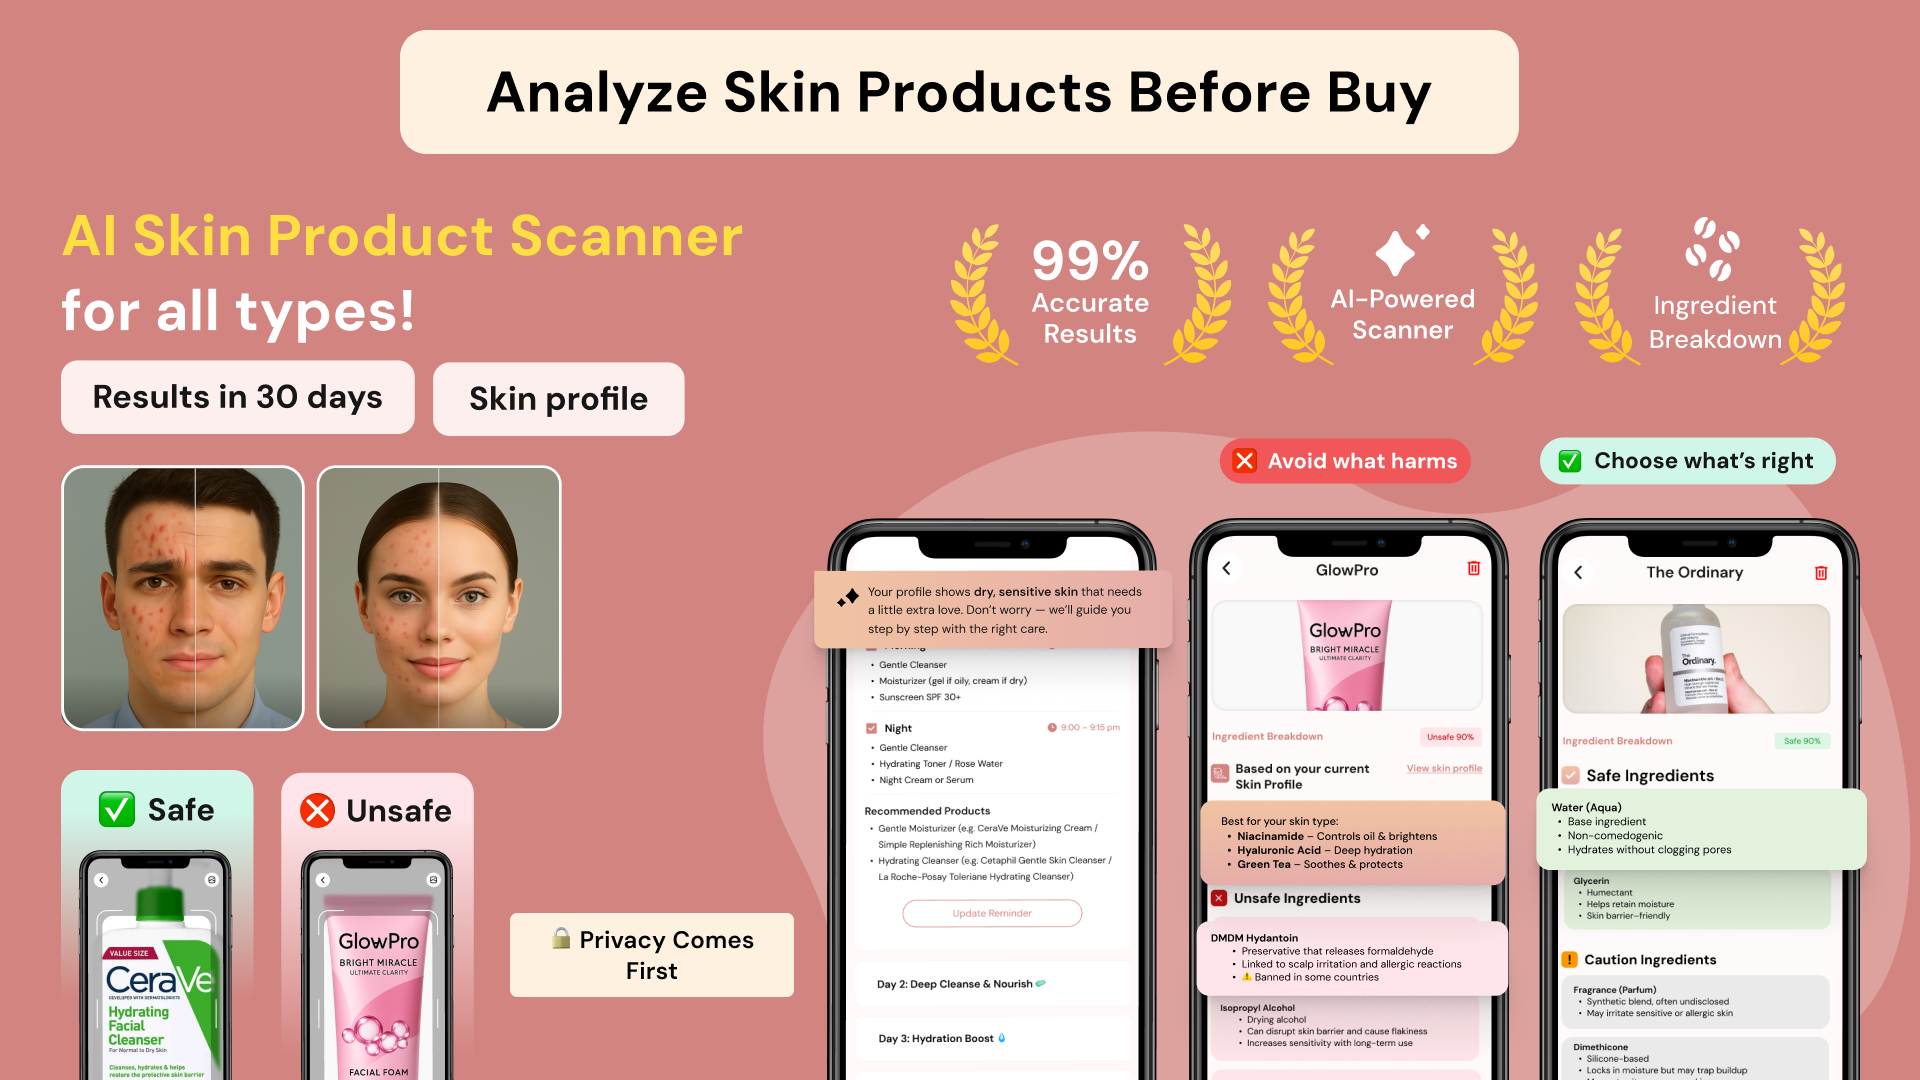 Analyze Skin Products Before Buy
AI Skin Product Scanner
for all types!
Results in 30 days
Skin profile
99%
Accurate
Results
AI-Powered
Scanner
Ingredient
Breakdown
Safe
CeraVe
VALUE SIZE
DEVELOPED WITH DERMATOLOGISTS
Hydrating
Facial
Cleanser
For Normal to Dry Skin
Cleanses, hydrates & helps
restore the protective skin barrier
Unsafe
GlowPro
BRIGHT MIRACLE
ULTIMATE CLARITY
FACIAL FOAM
🔒 Privacy Comes
First
Your profile shows dry, sensitive skin that needs
a little extra love. Don't worry — we'll guide you
step by step with the right care.
• Gentle Cleanser
• Moisturizer (gel if oily, cream if dry)
• Sunscreen SPF 30+
Night
9:00 - 9:15 pm
• Gentle Cleanser
• Hydrating Toner / Rose Water
• Night Cream or Serum
Recommended Products
• Gentle Moisturizer (e.g. CeraVe Moisturizing Cream /
Simple Replenishing Rich Moisturizer)
• Hydrating Cleanser (e.g. Cetaphil Gentle Skin Cleanser /
La Roche-Posay Toleriane Hydrating Cleanser)
Update Reminder
Day 2: Deep Cleanse & Nourish
Day 3: Hydration Boost
Avoid what harms
GlowPro
GlowPro
BRIGHT MIRACLE
ULTIMATE CLARITY
Ingredient Breakdown
Unsafe 90%
Based on your current
Skin Profile
View skin profile
Best for your skin type:
• Niacinamide – Controls oil & brightens
• Hyaluronic Acid – Deep hydration
• Green Tea – Soothes & protects
Unsafe Ingredients
DMDM Hydantoin
• Preservative that releases formaldehyde
• Linked to scalp irritation and allergic reactions
• ⚠ Banned in some countries
Isopropyl Alcohol
• Drying alcohol
• Can disrupt skin barrier and cause flakiness
• Increases sensitivity with long-term use
Choose what's right
The Ordinary
The
Ordinary.
Ingredient Breakdown
Safe 90%
Safe Ingredients
Water (Aqua)
• Base ingredient
• Non-comedogenic
• Hydrates without clogging pores
Glycerin
• Humectant
• Helps retain moisture
• Skin barrier-friendly
Caution Ingredients
Fragrance (Parfum)
• Synthetic blend, often undisclosed
• May irritate sensitive or allergic skin
Dimethicone
• Silicone-based
• Locks in moisture but may trap buildup